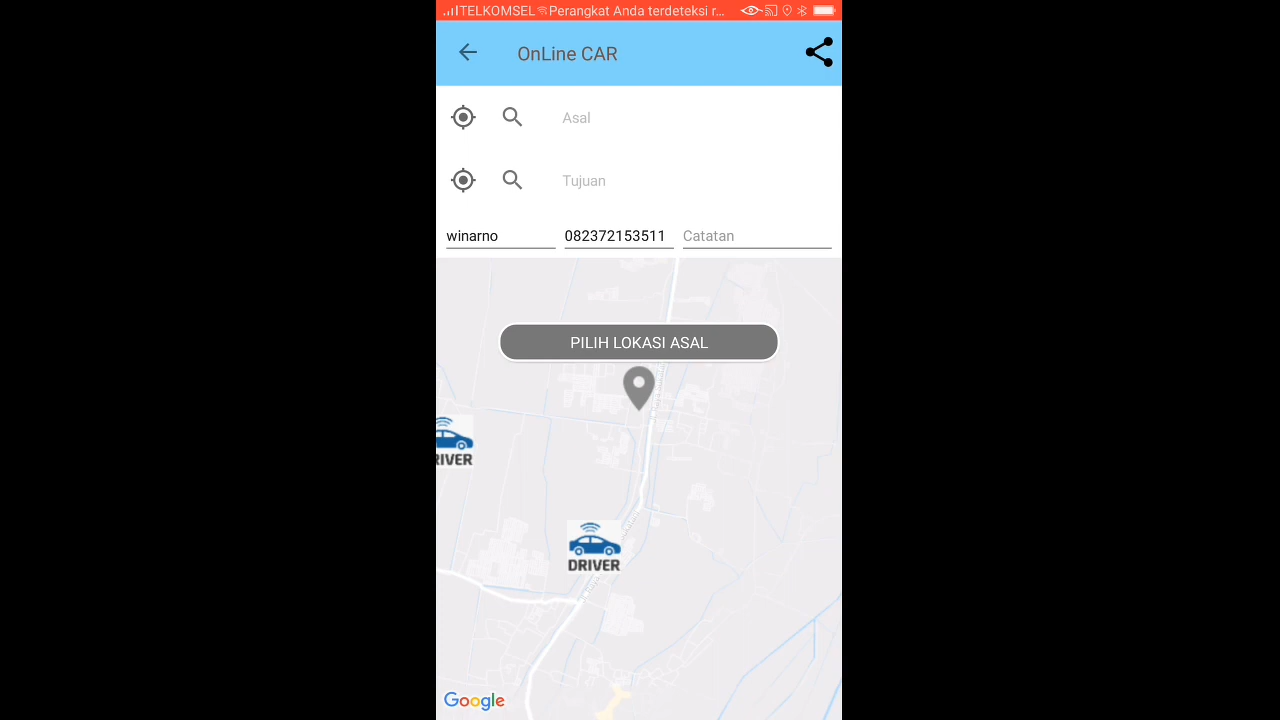 TELKOMSEL Perangkat Anda terdeteksi r...
OnLine CAR
Asal
Tujuan
winarno 082372153511 Catatan
PILIH LOKASI ASAL
RIVER
DRIVER
Google